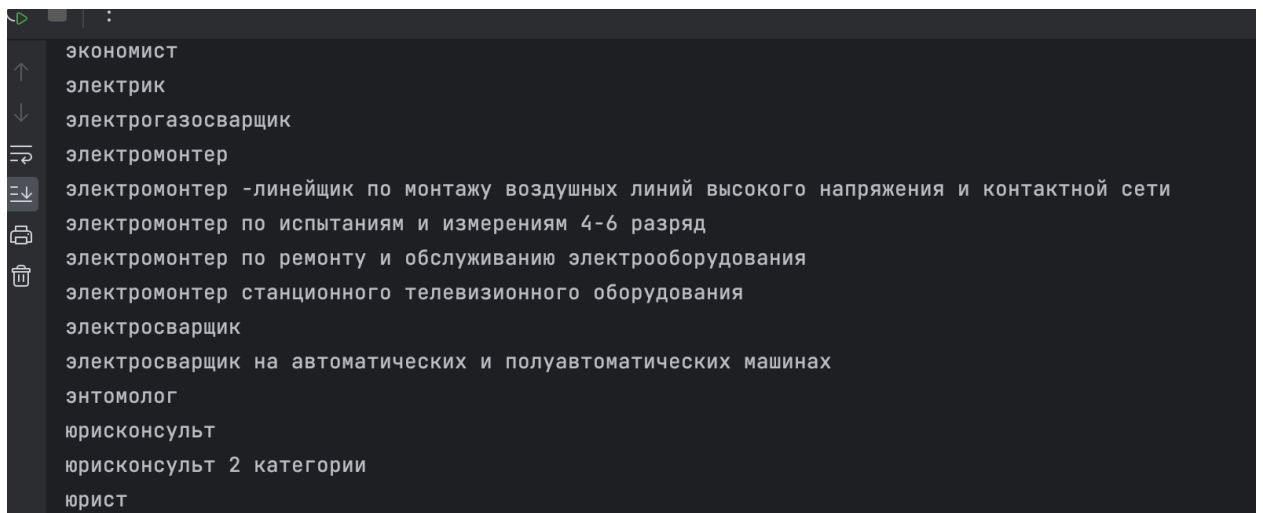 экономист
электрик
электрогазосварщик
электромонтер
электромонтер -линейщик по монтажу воздушных линий высокого напряжения и контактной сети
электромонтер по испытаниям и измерениям 4-6 разряд
электромонтер по ремонту и обслуживанию электрооборудования
электромонтер станционного телевизионного оборудования
электросварщик
электросварщик на автоматических и полуавтоматических машинах
энтомолог
юрисконсульт
юрисконсульт 2 категории
юрист